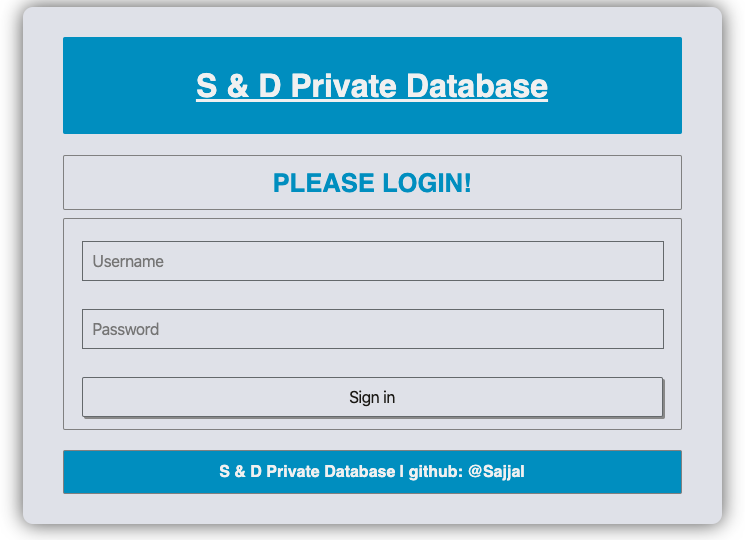 S & D Private Database
PLEASE LOGIN!
Username
Password
Sign in
S & D Private Database | github: @Sajjal